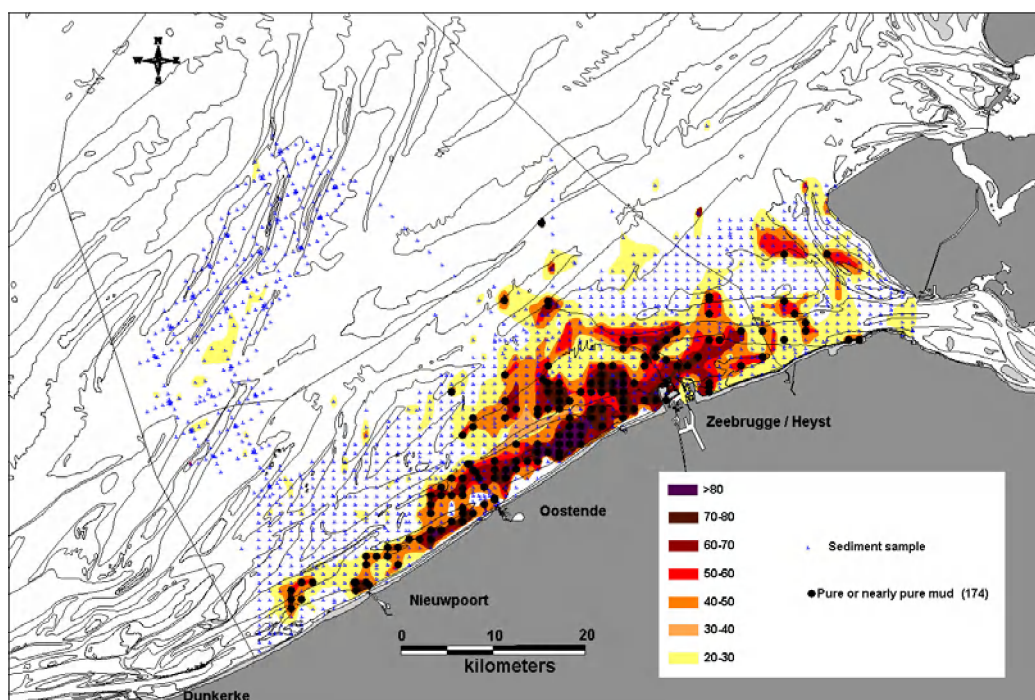 N
W E
S
Zeebrugge / Heyst
Oostende
Nieuwpoort
Dunkerke
0 10 20
kilometers
>80
70-80
60-70
50-60
40-50
30-40
20-30
Sediment sample
Pure or nearly pure mud (174)